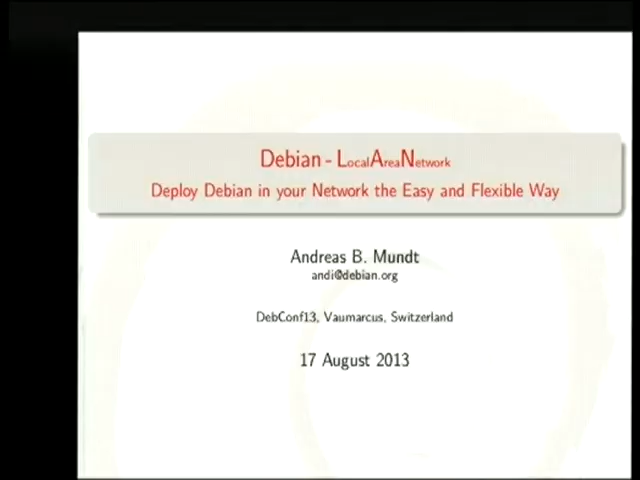 Debian - LocalAreaNetwork
Deploy Debian in your Network the Easy and Flexible Way
Andreas B. Mundt
andi@debian.org
DebConf13, Vaumarcus, Switzerland
17 August 2013